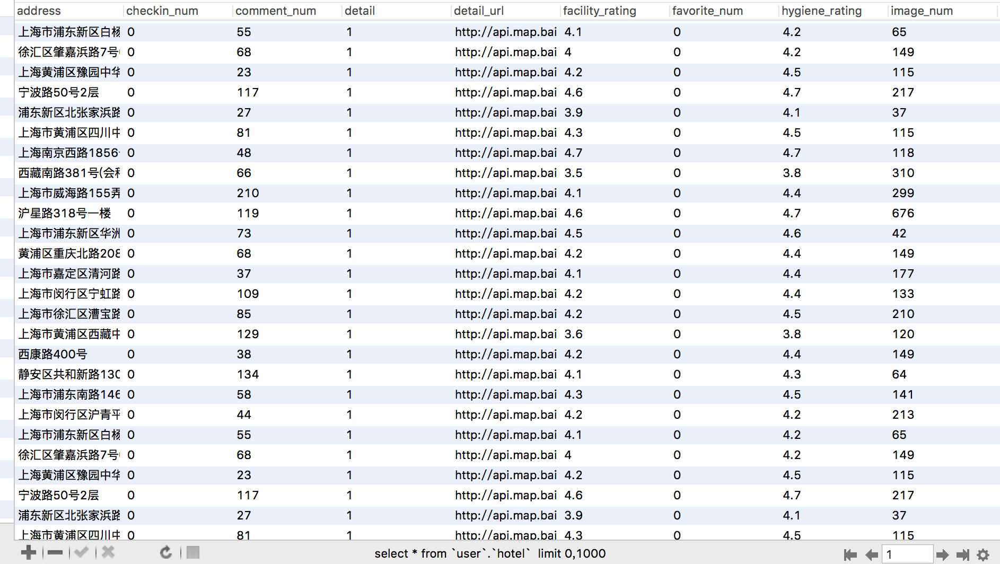 address checkin_num comment_num detail detail_url facility_rating favorite_num hygiene_rating image_num
上海市浦东新区白杨 0 55 1 http://api.map.bai 4.1 0 4.2 65
徐汇区肇嘉浜路7号 0 68 1 http://api.map.bai 4 0 4.2 149
上海黄浦区豫园中华 0 23 1 http://api.map.bai 4.2 0 4.5 115
宁波路50号2层 0 117 1 http://api.map.bai 4.6 0 4.7 217
浦东新区北张家浜路 0 27 1 http://api.map.bai 3.9 0 4.1 37
上海市黄浦区四川中 0 81 1 http://api.map.bai 4.3 0 4.5 115
上海南京西路1856 0 48 1 http://api.map.bai 4.7 0 4.7 118
西藏南路381号(会 0 66 1 http://api.map.bai 3.5 0 3.8 310
上海市威海路155弄 0 210 1 http://api.map.bai 4.1 0 4.4 299
沪星路318号一楼 0 119 1 http://api.map.bai 4.6 0 4.7 676
上海市浦东新区华洲 0 73 1 http://api.map.bai 4.5 0 4.6 42
黄浦区重庆北路208 0 68 1 http://api.map.bai 4.2 0 4.4 149
上海市嘉定区清河路 0 37 1 http://api.map.bai 4.1 0 4.4 177
上海市闵行区宁虹路 0 109 1 http://api.map.bai 4.2 0 4.4 133
上海市徐汇区漕宝路 0 85 1 http://api.map.bai 4.2 0 4.5 210
上海市黄浦区西藏中 0 129 1 http://api.map.bai 3.6 0 3.8 120
西康路400号 0 38 1 http://api.map.bai 4.2 0 4.4 149
静安区共和新路130 0 134 1 http://api.map.bai 4.1 0 4.3 64
上海市浦东南路146 0 58 1 http://api.map.bai 4.3 0 4.5 141
上海市闵行区沪青平 0 44 1 http://api.map.bai 4.2 0 4.2 213
上海市浦东新区白杨 0 55 1 http://api.map.bai 4.1 0 4.2 65
徐汇区肇嘉浜路7号 0 68 1 http://api.map.bai 4 0 4.2 149
上海黄浦区豫园中华 0 23 1 http://api.map.bai 4.2 0 4.5 115
宁波路50号2层 0 117 1 http://api.map.bai 4.6 0 4.7 217
浦东新区北张家浜路 0 27 1 http://api.map.bai 3.9 0 4.1 37
上海市黄浦区四川中 0 81 1 http://api.map.bai 4.3 0 4.5 115
select * from `user`.`hotel` limit 0,1000 1